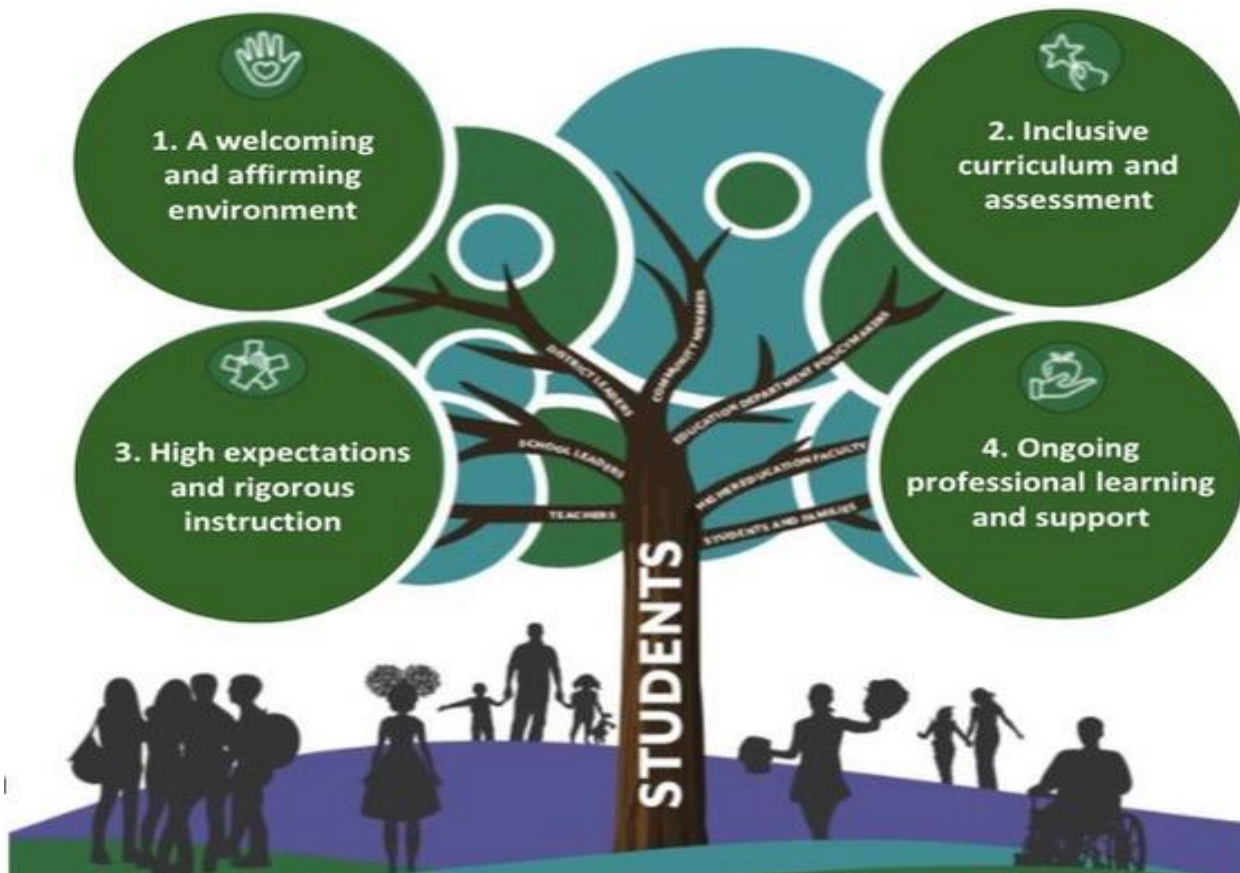 1. A welcoming
and affirming
environment
2. Inclusive
curriculum and
assessment
3. High expectations
and rigorous
instruction
4. Ongoing
professional learning
and support
DISTRICT LEADERS
COMMUNITY MEMBERS
EDUCATION DEPARTMENT POLICYMAKERS
SCHOOL LEADERS
HIGHER EDUCATION FACULTY
TEACHERS
STUDENTS AND FAMILIES
STUDENTS